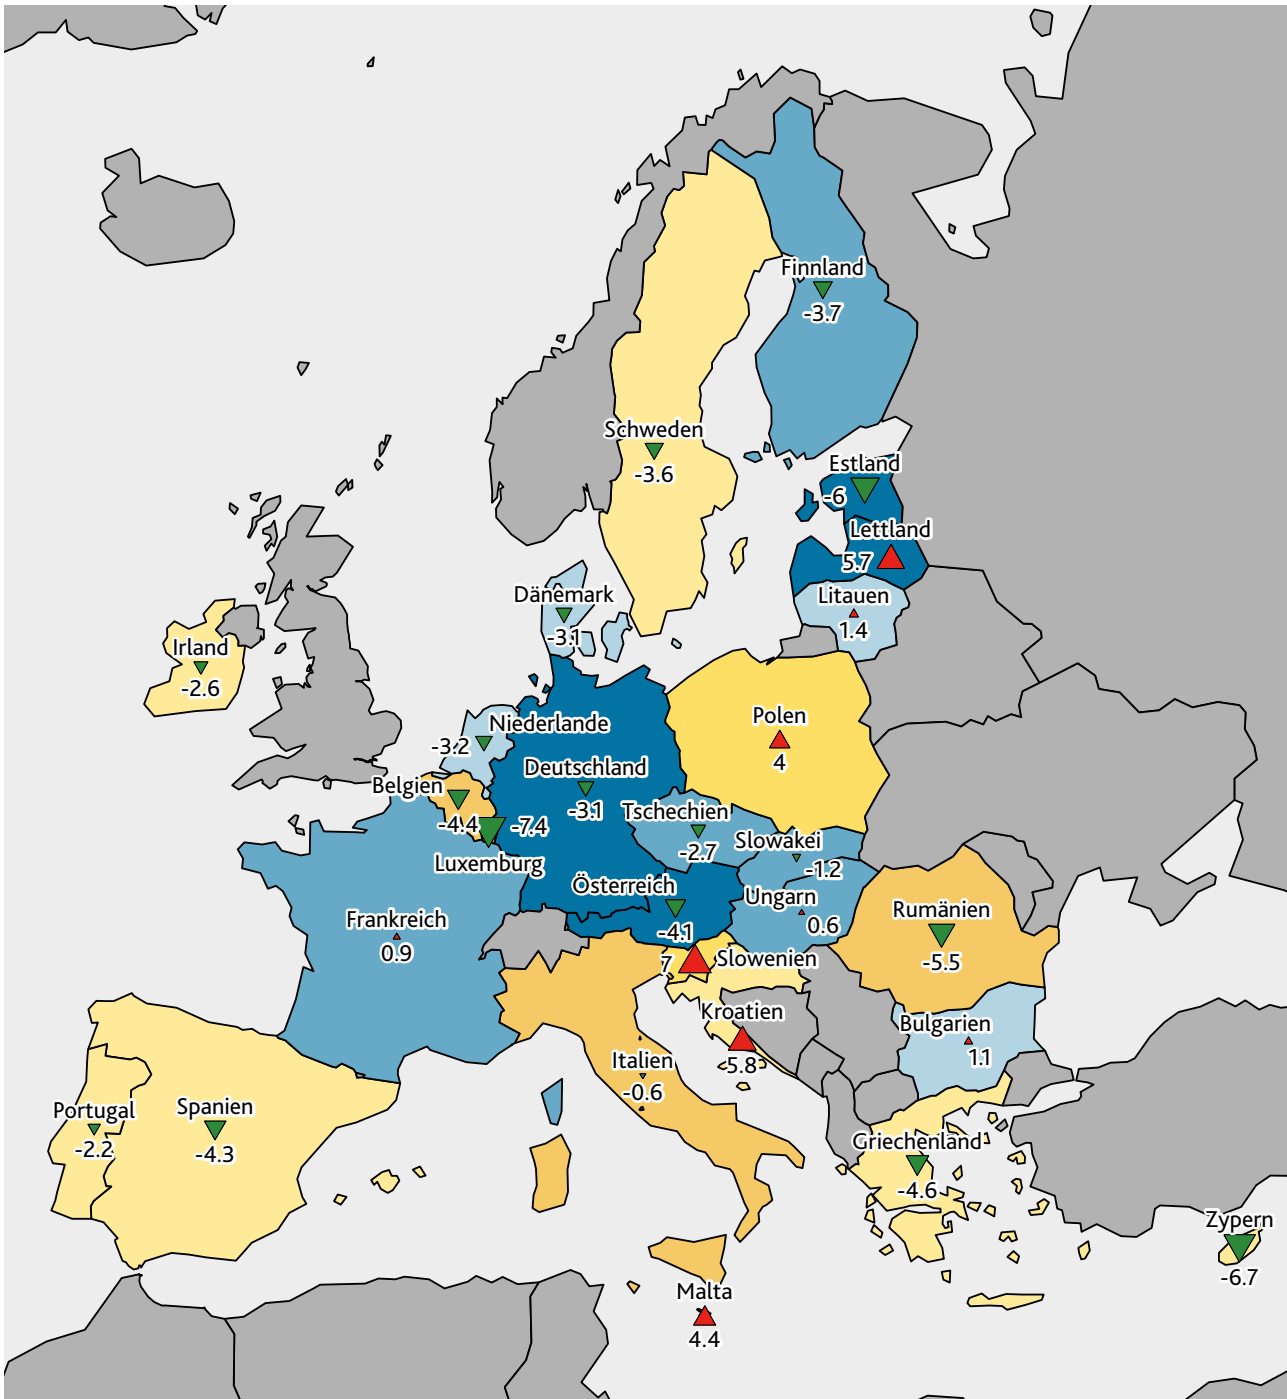 Finnland
-3.7
Schweden
-3.6
Estland
-6
Lettland
5.7
Dänemark
-3.1
Litauen
1.4
Irland
-2.6
Polen
4
Niederlande
-3.2
Deutschland
-3.1
Belgien
-4.4
-7.4
Luxemburg
Tschechien
-2.7
Slowakei
-1.2
Österreich
-4.1
Ungarn
0.6
Rumänien
-5.5
Frankreich
0.9
7
Slowenien
Kroatien
5.8
Bulgarien
1.1
Italien
-0.6
Portugal
-2.2
Spanien
-4.3
Griechenland
-4.6
Zypern
-6.7
Malta
4.4